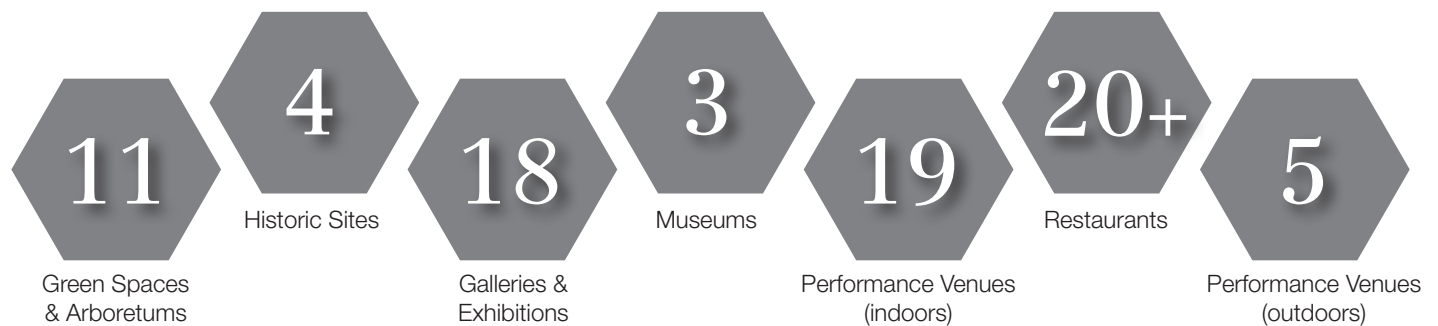 11
Green Spaces
& Arboretums
4
Historic Sites
18
Galleries &
Exhibitions
3
Museums
19
Performance Venues
(indoors)
20+
Restaurants
5
Performance Venues
(outdoors)